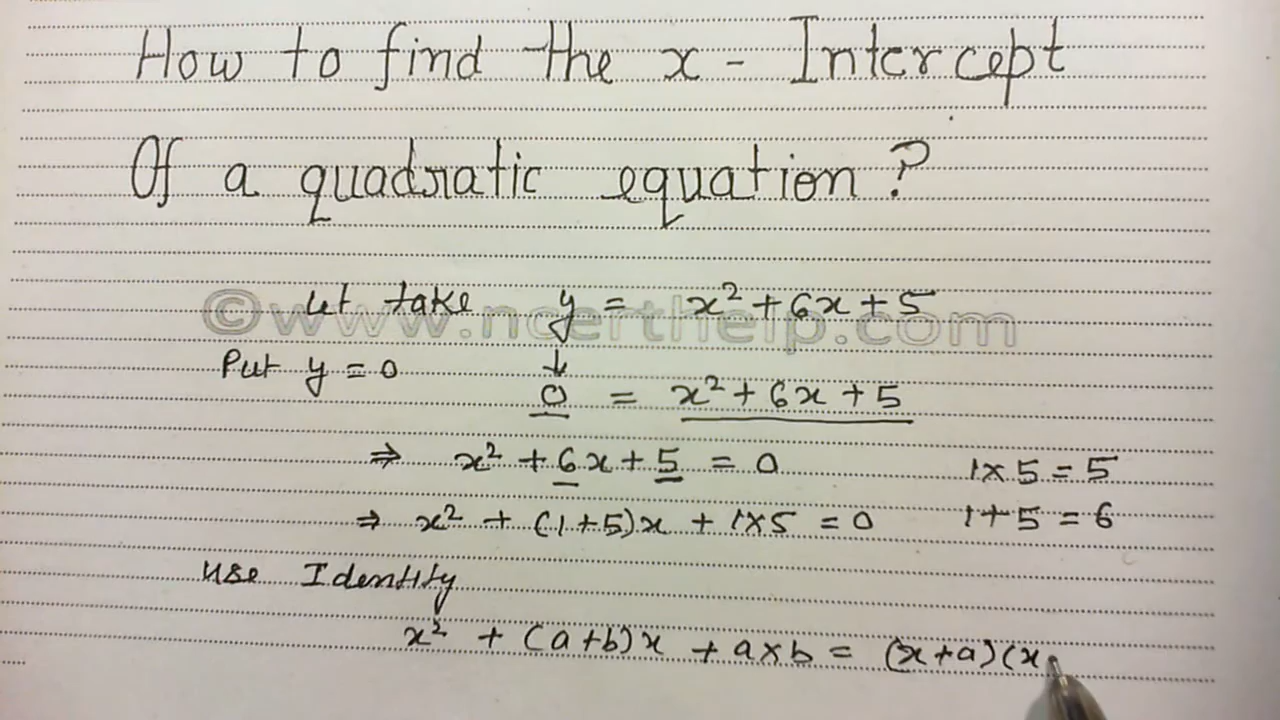 How to find the x - Intercept
Of a quadratic equation ?
©www.ncerthelp.com
Let take y = x² + 6x + 5
Put y = 0 ↓
0 = x² + 6x + 5
⇒ x² + 6x + 5 = 0 1 × 5 = 5
⇒ x² + (1+5)x + 1×5 = 0 1 + 5 = 6
Use Identity
x² + (a+b)x + a×b = (x+a)(x